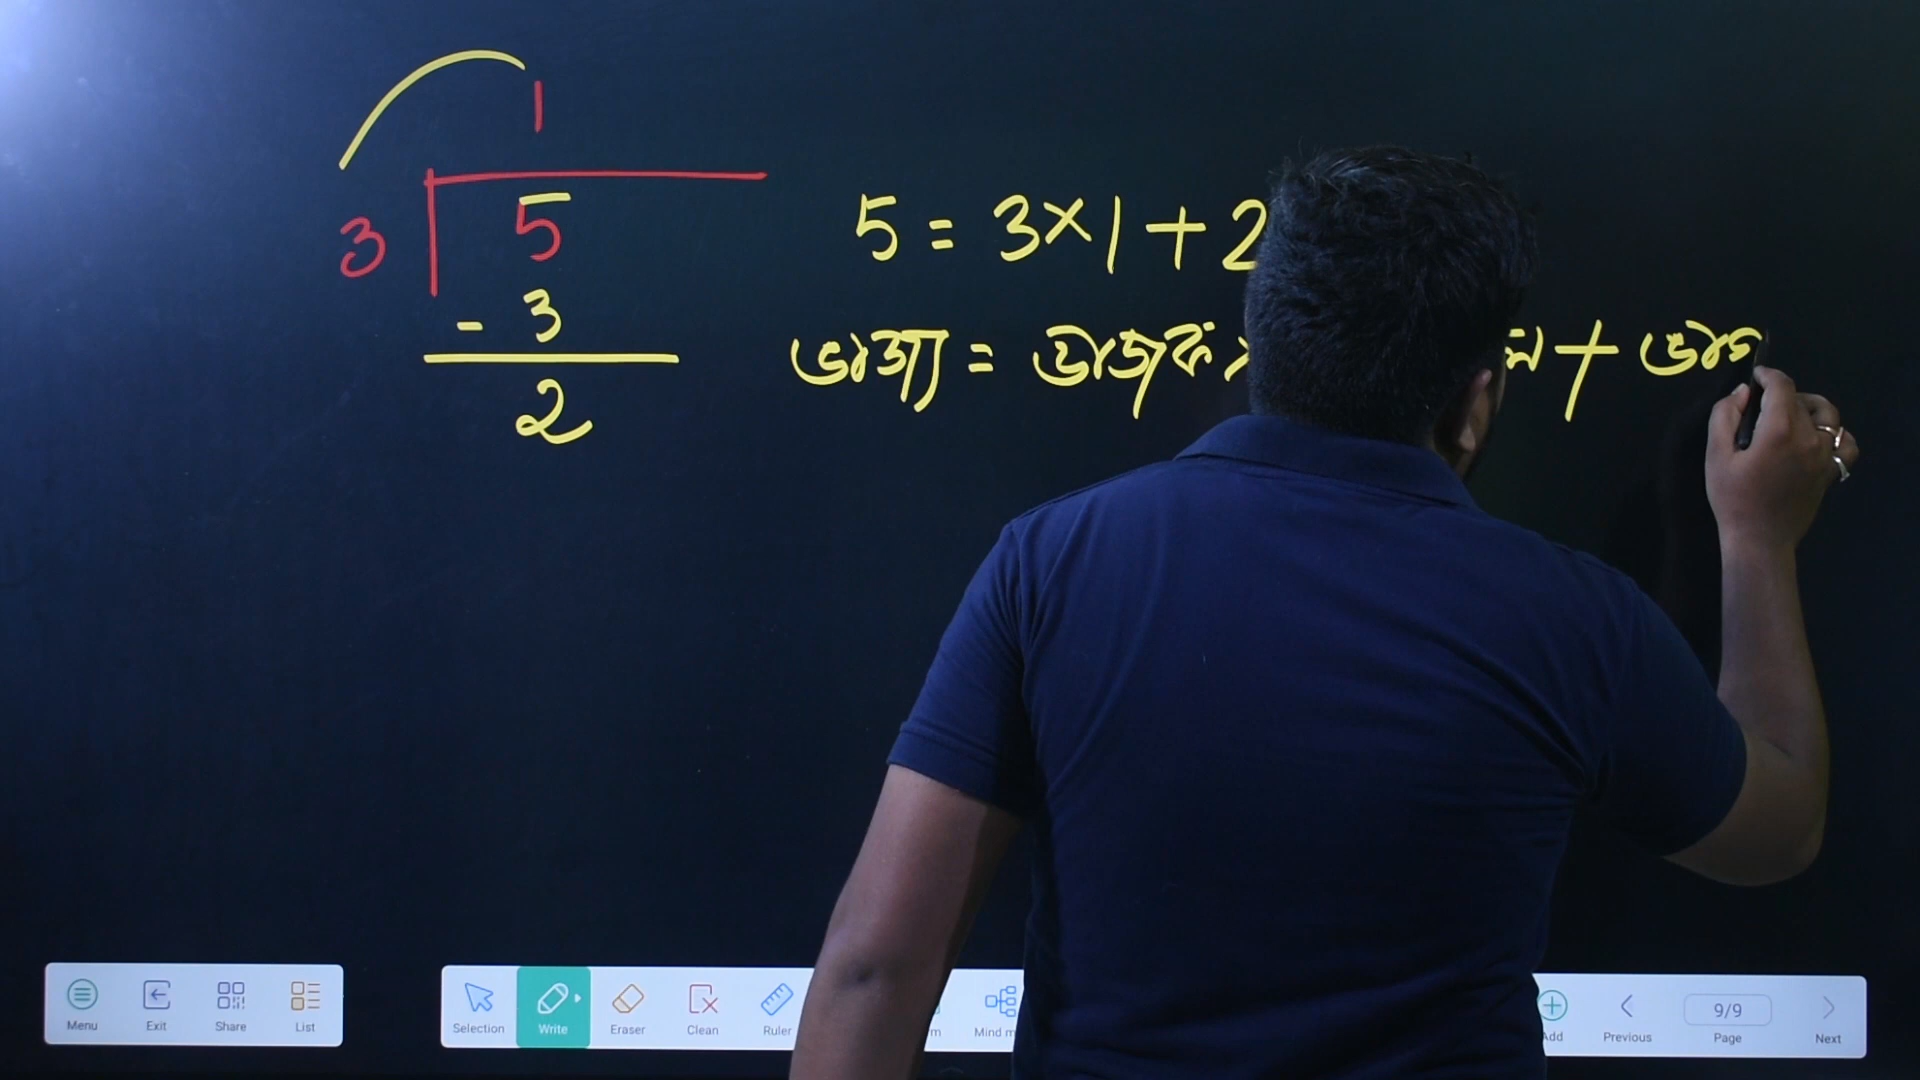 1
3 5 5 = 3×1+2
- 3
ভাজ্য = ভাজক × ল +
2
Menu Exit Share List Selection Write Eraser Clean Ruler Mind m Add Previous 9/9 Page Next